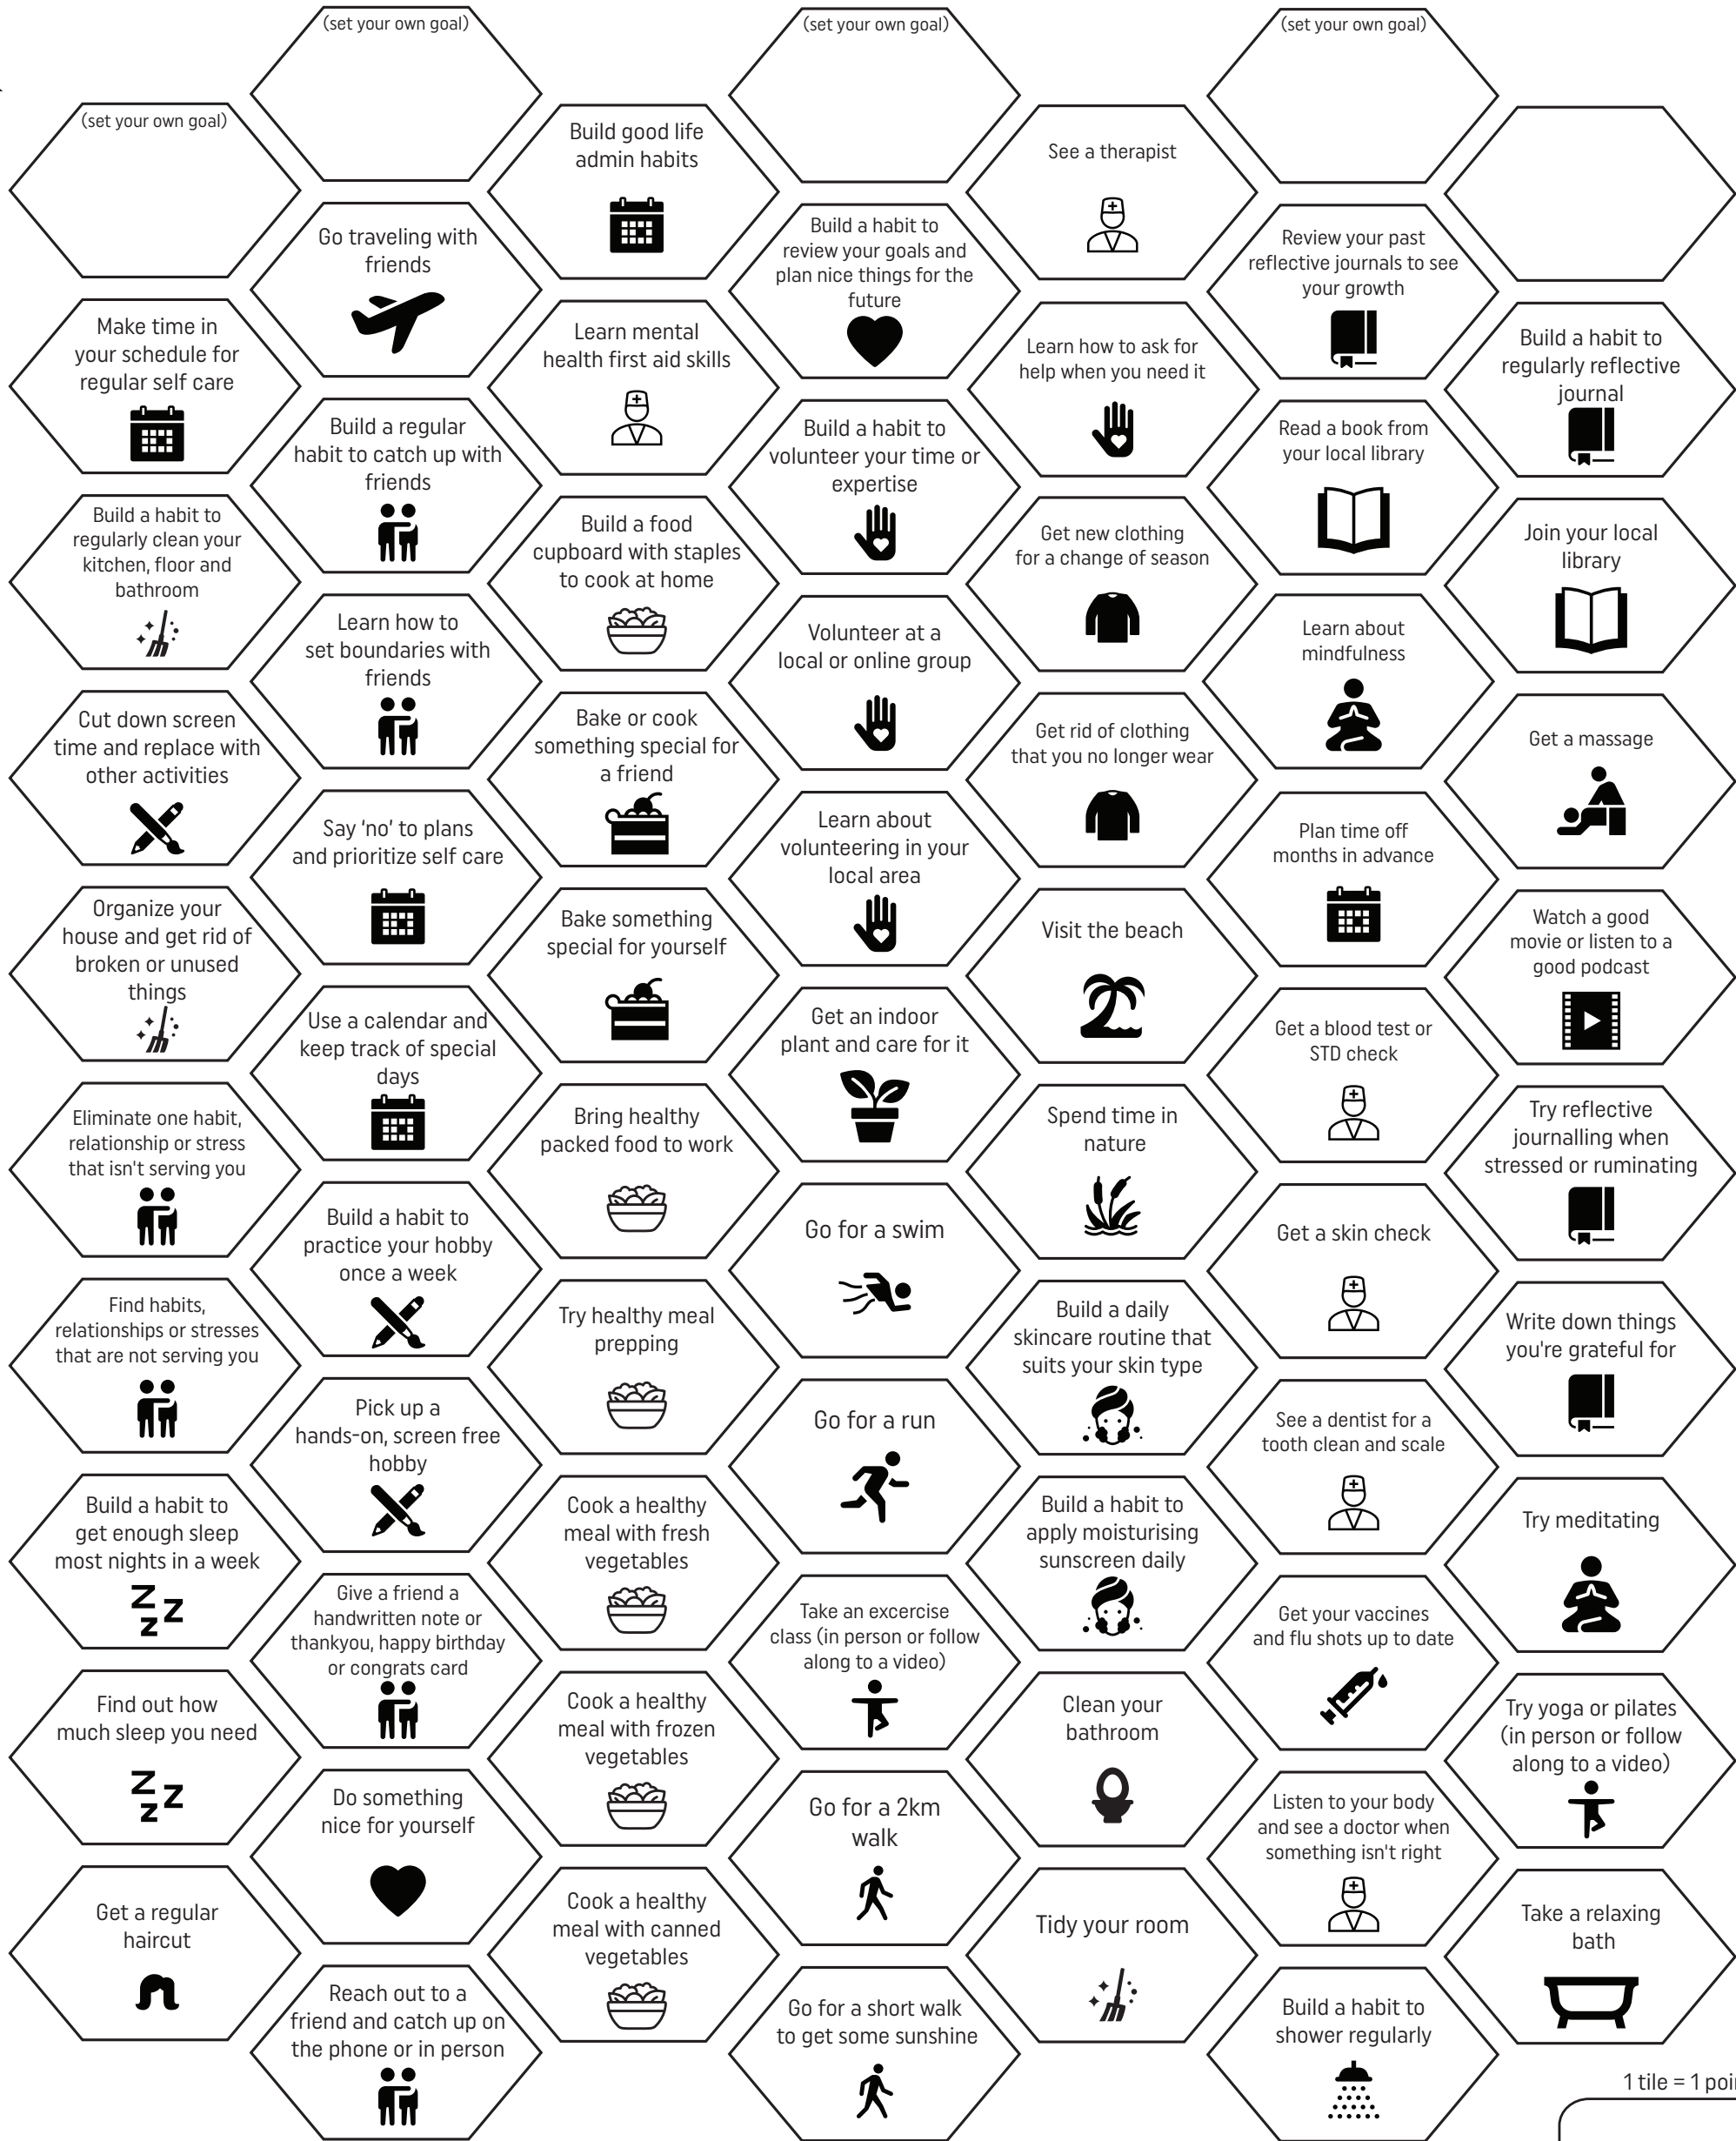 (set your own goal)
(set your own goal)
(set your own goal)
(set your own goal)
Build good life
admin habits
See a therapist
Go traveling with
friends
Build a habit to
review your goals and
plan nice things for the
future
Review your past
reflective journals to see
your growth
Make time in
your schedule for
regular self care
Learn mental
health first aid skills
Learn how to ask for
help when you need it
Build a habit to
regularly reflective
journal
Build a regular
habit to catch up with
friends
Build a habit to
volunteer your time or
expertise
Read a book from
your local library
Build a habit to
regularly clean your
kitchen, floor and
bathroom
Build a food
cupboard with staples
to cook at home
Get new clothing
for a change of season
Join your local
library
Learn how to
set boundaries with
friends
Volunteer at a
local or online group
Learn about
mindfulness
Cut down screen
time and replace with
other activities
Bake or cook
something special for
a friend
Get rid of clothing
that you no longer wear
Get a massage
Say 'no' to plans
and prioritize self care
Learn about
volunteering in your
local area
Plan time off
months in advance
Organize your
house and get rid of
broken or unused
things
Bake something
special for yourself
Visit the beach
Watch a good
movie or listen to a
good podcast
Use a calendar and
keep track of special
days
Get an indoor
plant and care for it
Get a blood test or
STD check
Eliminate one habit,
relationship or stress
that isn't serving you
Bring healthy
packed food to work
Spend time in
nature
Try reflective
journalling when
stressed or ruminating
Build a habit to
practice your hobby
once a week
Go for a swim
Get a skin check
Find habits,
relationships or stresses
that are not serving you
Try healthy meal
prepping
Build a daily
skincare routine that
suits your skin type
Write down things
you're grateful for
Pick up a
hands-on, screen free
hobby
Go for a run
See a dentist for a
tooth clean and scale
Build a habit to
get enough sleep
most nights in a week
Cook a healthy
meal with fresh
vegetables
Build a habit to
apply moisturising
sunscreen daily
Try meditating
Give a friend a
handwritten note or
thankyou, happy birthday
or congrats card
Take an excercise
class (in person or follow
along to a video)
Get your vaccines
and flu shots up to date
Find out how
much sleep you need
Cook a healthy
meal with frozen
vegetables
Clean your
bathroom
Try yoga or pilates
(in person or follow
along to a video)
Do something
nice for yourself
Go for a 2km
walk
Listen to your body
and see a doctor when
something isn't right
Get a regular
haircut
Cook a healthy
meal with canned
vegetables
Tidy your room
Take a relaxing
bath
Reach out to a
friend and catch up on
the phone or in person
Go for a short walk
to get some sunshine
Build a habit to
shower regularly
1 tile = 1